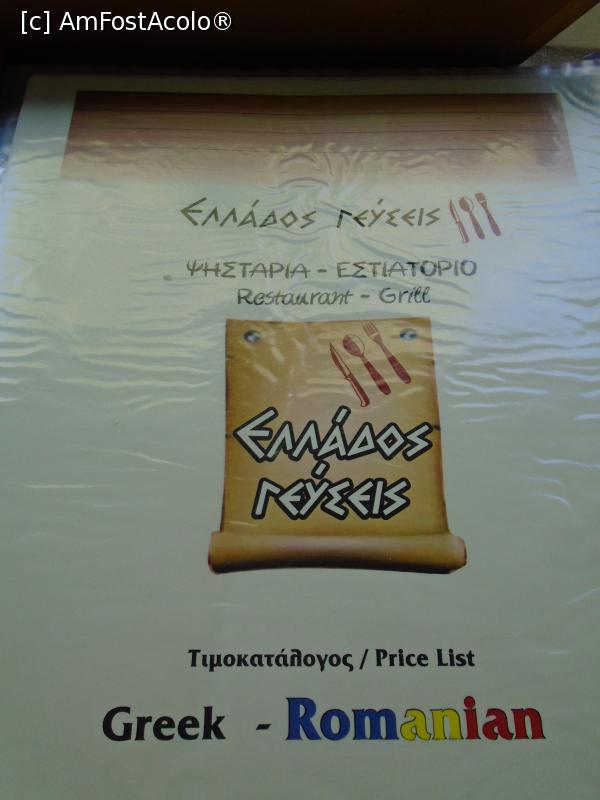 [c] AmFostAcolo®
Ελλάδος γεύσεις
ΨΗΣΤΑΡΙΑ - ΕΣΤΙΑΤΟΡΙΟ
Restaurant - Grill
Ελλάδος
γεύσεις
Τιμοκατάλογος / Price List
Greek - Romanian